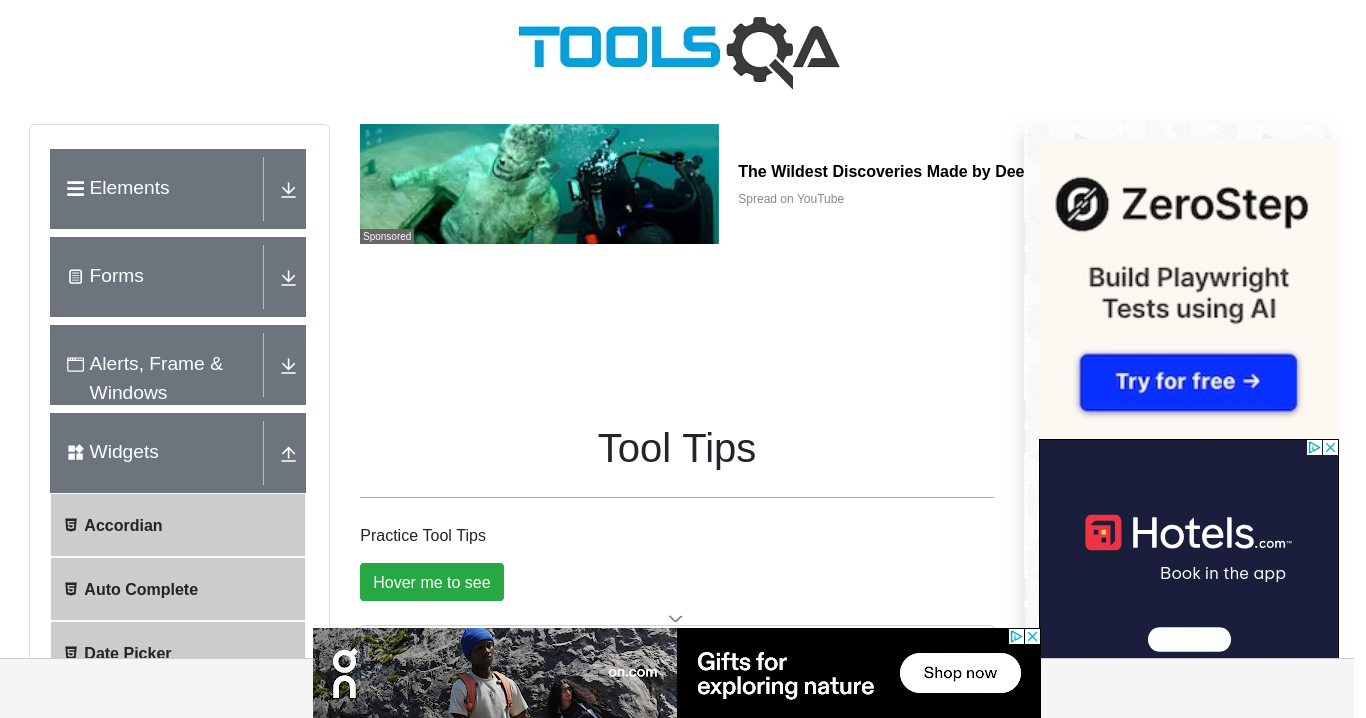 TOOLSQA
Elements
Forms
Alerts, Frame &
Windows
Widgets
Accordian
Auto Complete
Date Picker
Sponsored
The Wildest Discoveries Made by Dee
Spread on YouTube
Tool Tips
Practice Tool Tips
Hover me to see
ZeroStep
Build Playwright
Tests using AI
Try for free →
Hotels.com™
Book in the app
on
on.com
Gifts for
exploring nature
Shop now